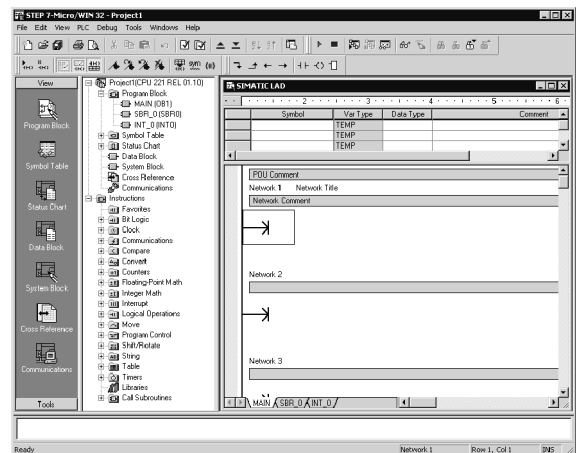 STEP 7-Micro/WIN 32 - Project1
File Edit View PLC Debug Tools Windows Help
View
Program Block
Symbol Table
Status Chart
Data Block
System Block
Cross Reference
Communications
Tools
Project1(CPU 221 REL 01.10)
Program Block
MAIN (OB1)
SBR_0 (SBR0)
INT_0 (INT0)
Symbol Table
Status Chart
Data Block
System Block
Cross Reference
Communications
Instructions
Favorites
Bit Logic
Clock
Communications
Compare
Convert
Counters
Floating-Point Math
Integer Math
Interrupt
Logical Operations
Move
Program Control
Shift/Rotate
String
Table
Timers
Libraries
Call Subroutines
SIMATIC LAD
2 3 4 5 6
Symbol Var Type Data Type Comment
TEMP
TEMP
TEMP
POU Comment
Network 1 Network Title
Network Comment
Network 2
Network 3
MAIN SBR_0 INT_0
Ready Network 1 Row 1, Col 1 INS